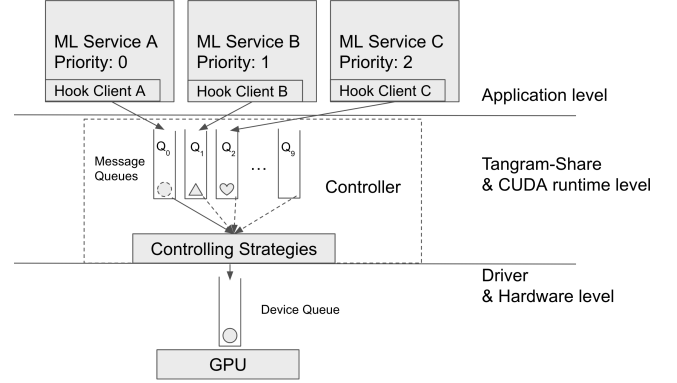 ML Service A
Priority: 0
Hook Client A
ML Service B
Priority: 1
Hook Client B
ML Service C
Priority: 2
Hook Client C
Application level
Message
Queues
Q0
Q1
Q2
...
Q9
Controller
Tangram-Share
& CUDA runtime level
Controlling Strategies
Driver
& Hardware level
Device Queue
GPU